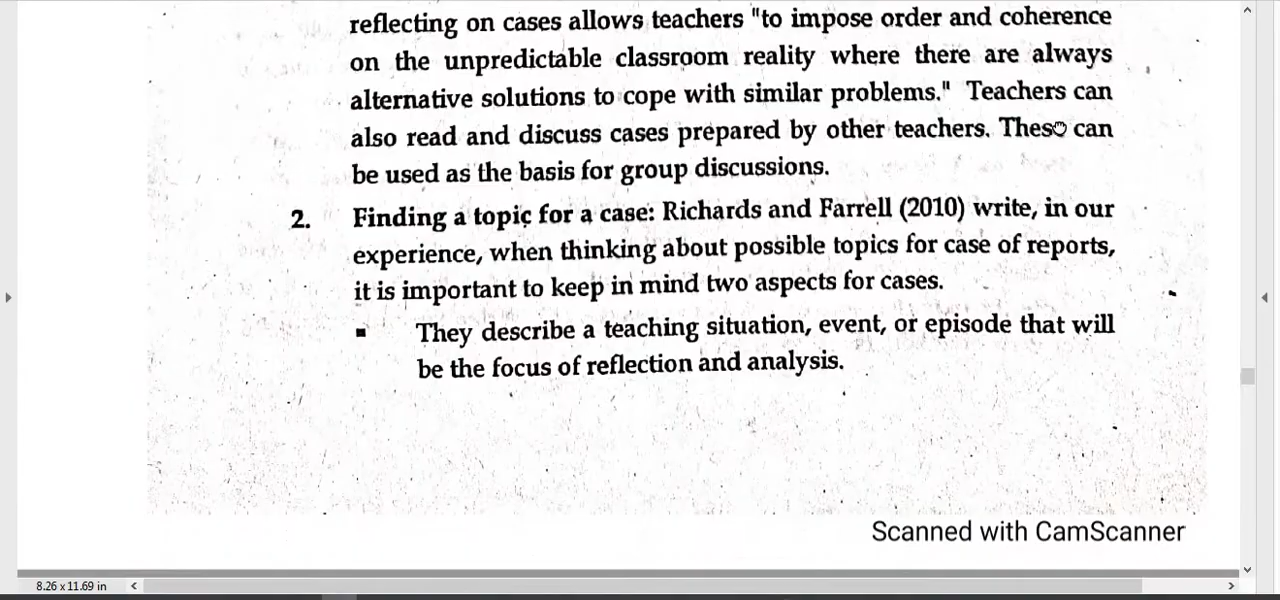 reflecting on cases allows teachers "to impose order and coherence
on the unpredictable classroom reality where there are always
alternative solutions to cope with similar problems." Teachers can
also read and discuss cases prepared by other teachers. These can
be used as the basis for group discussions.
2. Finding a topic for a case: Richards and Farrell (2010) write, in our
experience, when thinking about possible topics for case of reports,
it is important to keep in mind two aspects for cases.
▪ They describe a teaching situation, event, or episode that will
be the focus of reflection and analysis.
Scanned with CamScanner
8.26 x 11.69 in